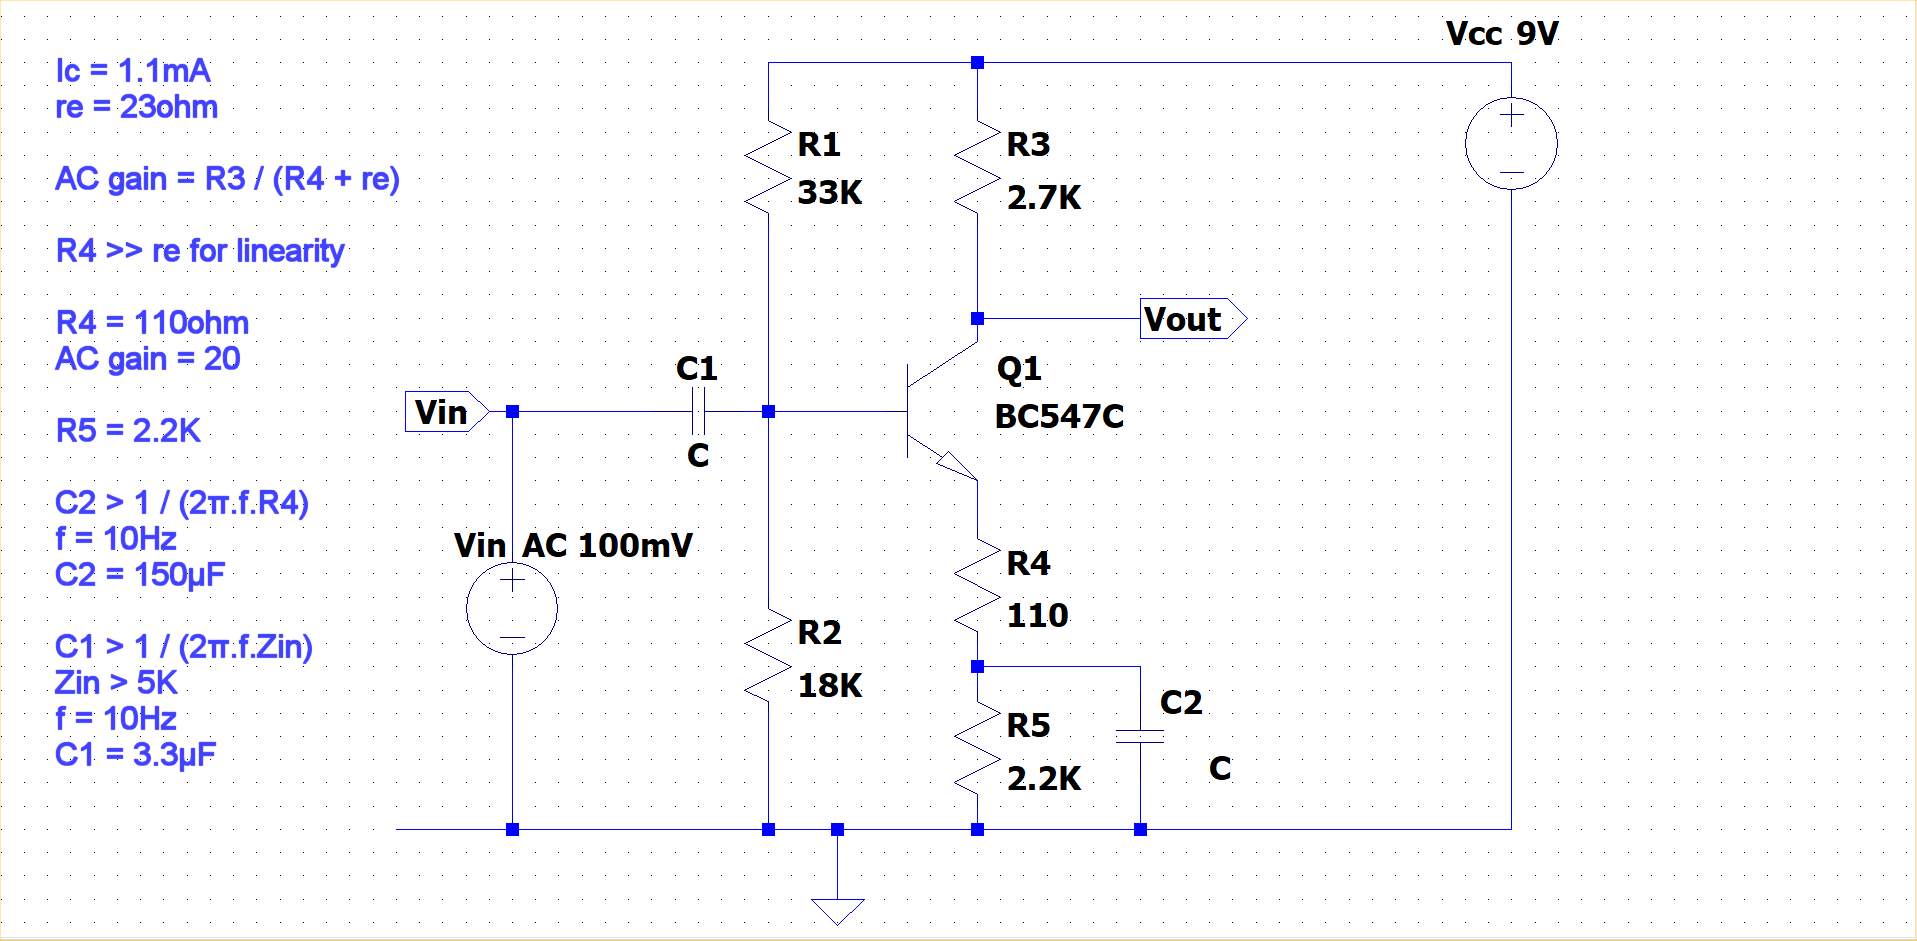 Ic = 1.1mA
re = 23ohm
AC gain = R3 / (R4 + re)
R4 >> re for linearity
R4 = 110ohm
AC gain = 20
R5 = 2.2K
C2 > 1 / (2π.f.R4)
f = 10Hz
C2 = 150µF
C1 > 1 / (2π.f.Zin)
Zin > 5K
f = 10Hz
C1 = 3.3µF
Vcc 9V
R1
33K
R3
2.7K
Vout
C1
C
Vin
Q1
BC547C
Vin AC 100mV
R4
110
R2
18K
R5
2.2K
C2
C